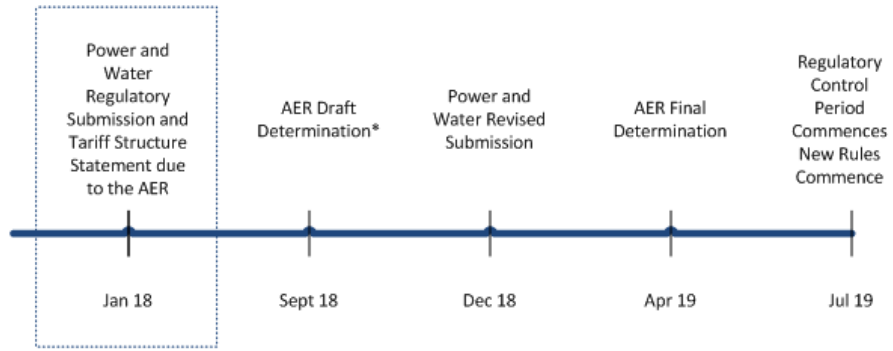 Power and
Water
Regulatory
Submission and
Tariff Structure
Statement due
to the AER
AER Draft
Determination*
Power and
Water Revised
Submission
AER Final
Determination
Regulatory
Control
Period
Commences
New Rules
Commence
Jan 18
Sept 18
Dec 18
Apr 19
Jul 19